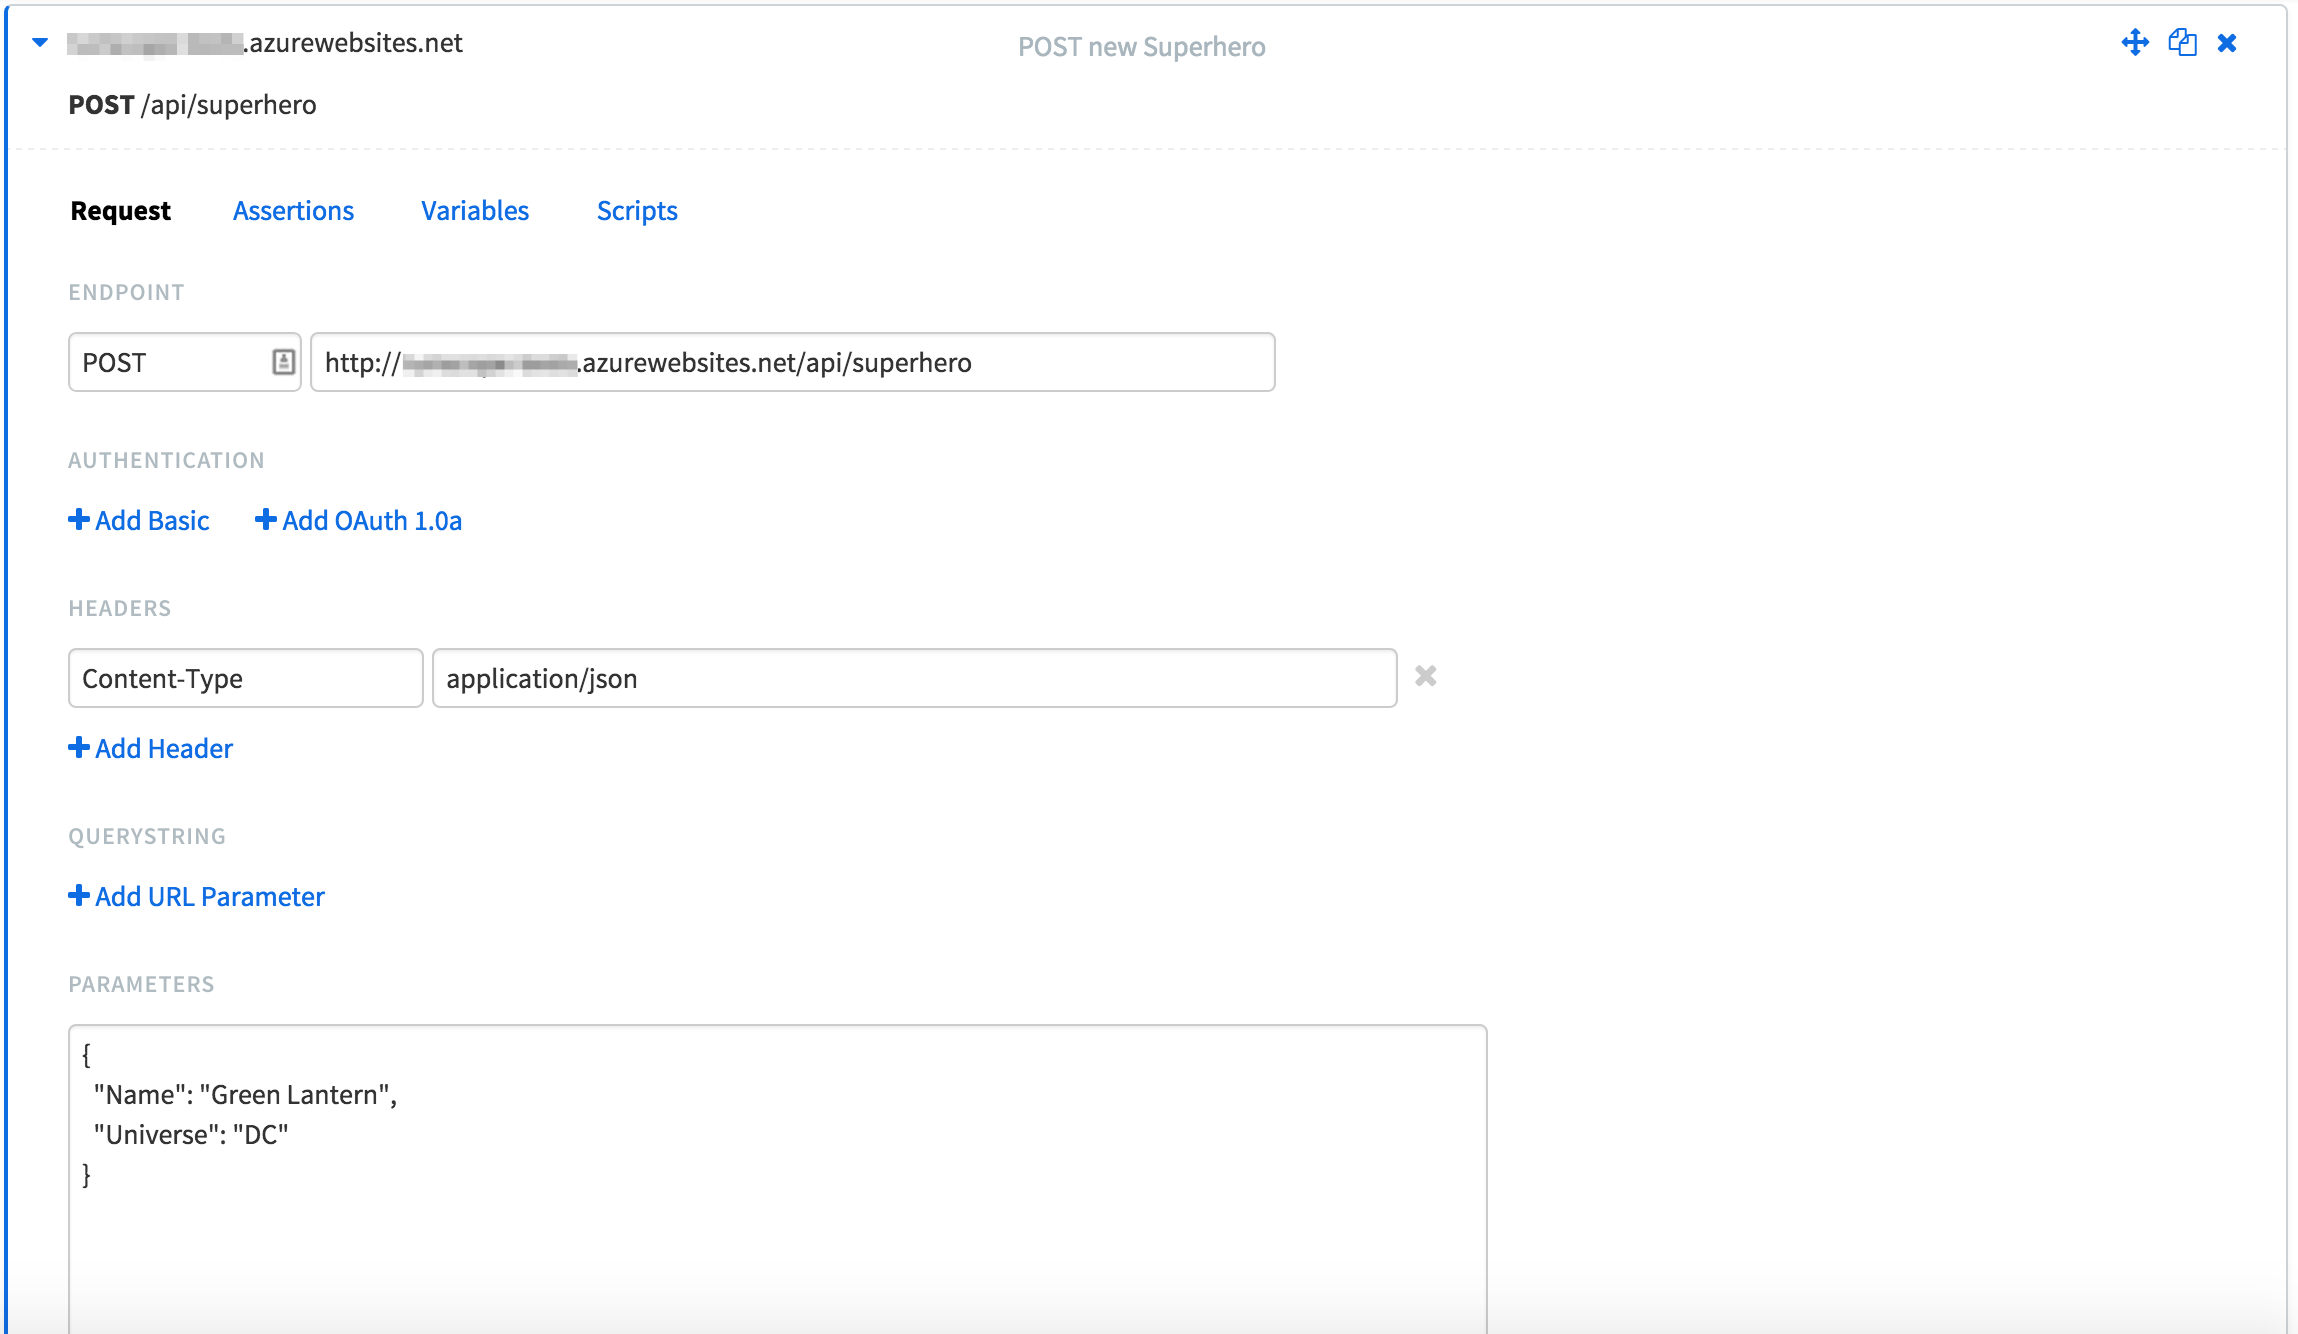 .azurewebsites.net
POST new Superhero
POST /api/superhero
Request Assertions Variables Scripts
ENDPOINT
POST http://.azurewebsites.net/api/superhero
AUTHENTICATION
Add Basic Add OAuth 1.0a
HEADERS
Content-Type application/json
Add Header
QUERYSTRING
Add URL Parameter
PARAMETERS
{
"Name": "Green Lantern",
"Universe": "DC"
}